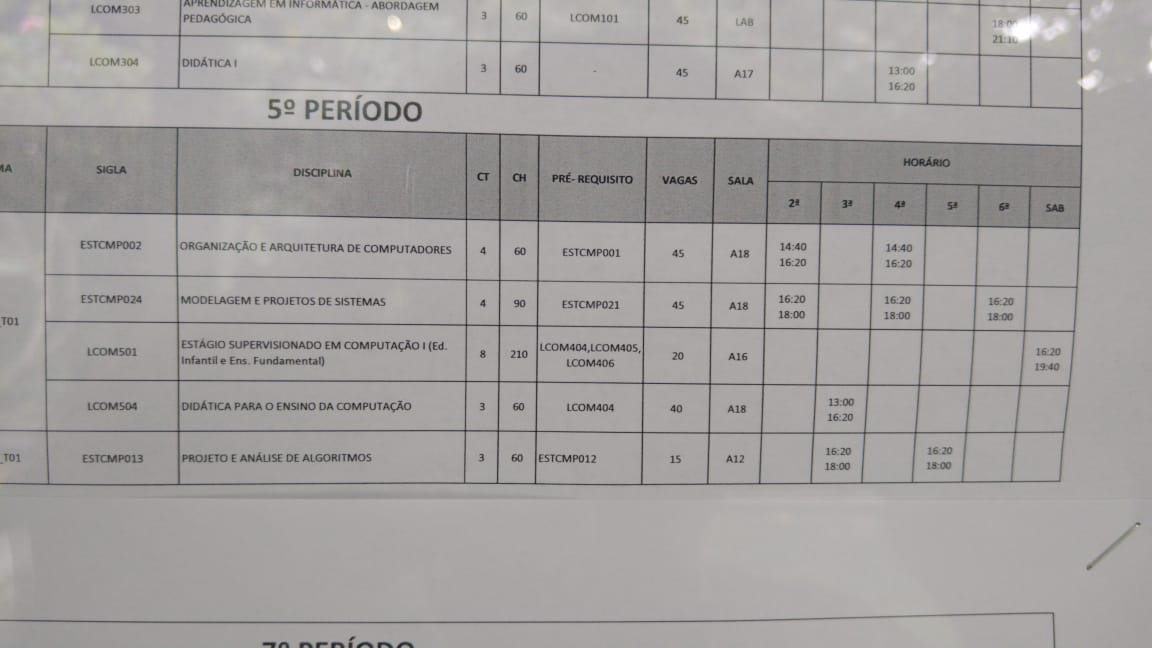 LCOM303 APRENDIZAGEM EM INFORMÁTICA - ABORDAGEM PEDAGÓGICA 3 60 LCOM101 45 LAB 18:00 21:10
LCOM304 DIDÁTICA I 3 60 - 45 A17 13:00 16:20
5º PERÍODO
MA SIGLA DISCIPLINA CT CH PRÉ- REQUISITO VAGAS SALA HORÁRIO
2ª 3ª 4ª 5ª 6ª SAB
ESTCMP002 ORGANIZAÇÃO E ARQUITETURA DE COMPUTADORES 4 60 ESTCMP001 45 A18 14:40 16:20 14:40 16:20
ESTCMP024 MODELAGEM E PROJETOS DE SISTEMAS 4 90 ESTCMP021 45 A18 16:20 18:00 16:20 18:00 16:20 18:00
_T01
LCOM501 ESTÁGIO SUPERVISIONADO EM COMPUTAÇÃO I (Ed. Infantil e Ens. Fundamental) 8 210 LCOM404,LCOM405, LCOM406 20 A16 16:20 19:40
LCOM504 DIDÁTICA PARA O ENSINO DA COMPUTAÇÃO 3 60 LCOM404 40 A18 13:00 16:20
_T01 ESTCMP013 PROJETO E ANÁLISE DE ALGORITMOS 3 60 ESTCMP012 15 A12 16:20 18:00 16:20 18:00
7º PERÍODO